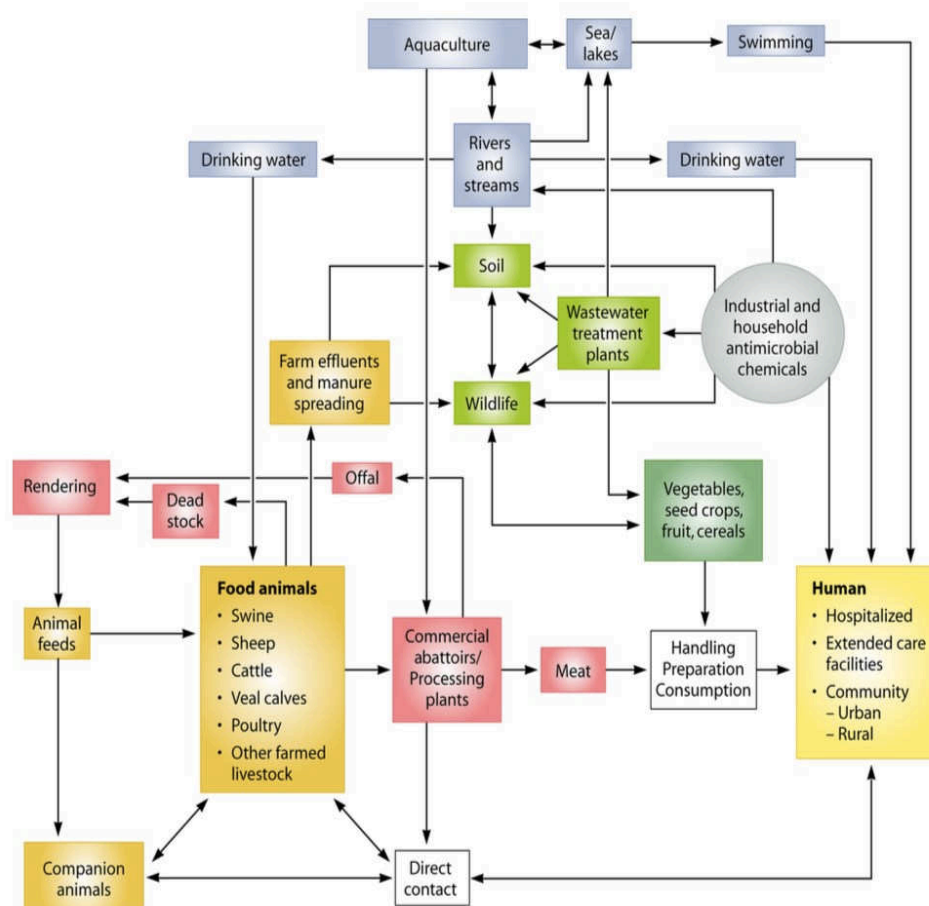 Aquaculture
Sea/
lakes
Swimming
Drinking water
Rivers
and
streams
Drinking water
Soil
Wastewater
treatment
plants
Industrial and
household
antimicrobial
chemicals
Farm effluents
and manure
spreading
Wildlife
Rendering
Offal
Dead
stock
Vegetables,
seed crops,
fruit, cereals
Animal
feeds
Food animals
• Swine
• Sheep
• Cattle
• Veal calves
• Poultry
• Other farmed
livestock
Commercial
abattoirs/
Processing
plants
Meat
Handling
Preparation
Consumption
Human
• Hospitalized
• Extended care
facilities
• Community
– Urban
– Rural
Companion
animals
Direct
contact